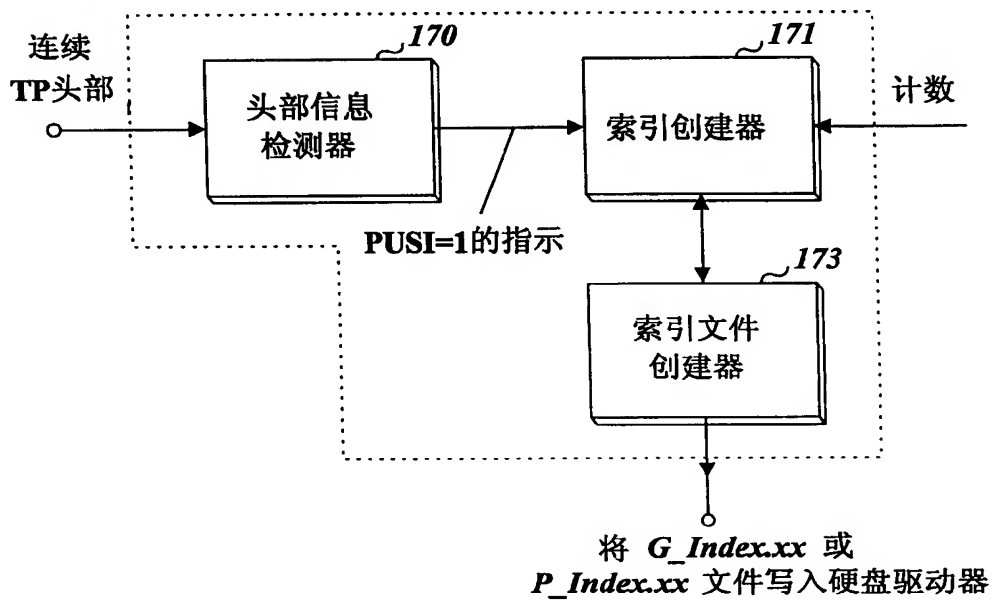 170
171
连续
TP头部
头部信息
检测器
索引创建器
计数
PUSI=1的指示
173
索引文件
创建器
将 G_Index.xx 或
P_Index.xx 文件写入硬盘驱动器